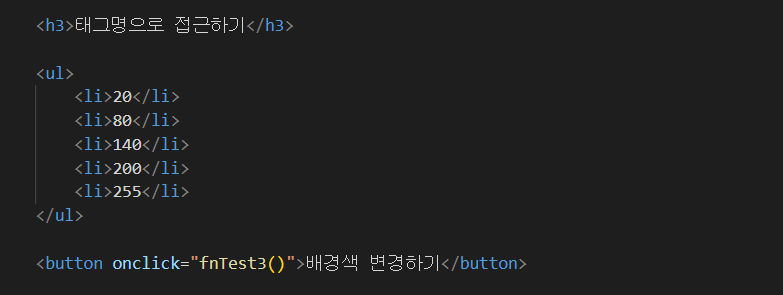 <h3>태그명으로 접근하기</h3>
<ul>
<li>20</li>
<li>80</li>
<li>140</li>
<li>200</li>
<li>255</li>
</ul>
<button onclick="fnTest3()">배경색 변경하기</button>